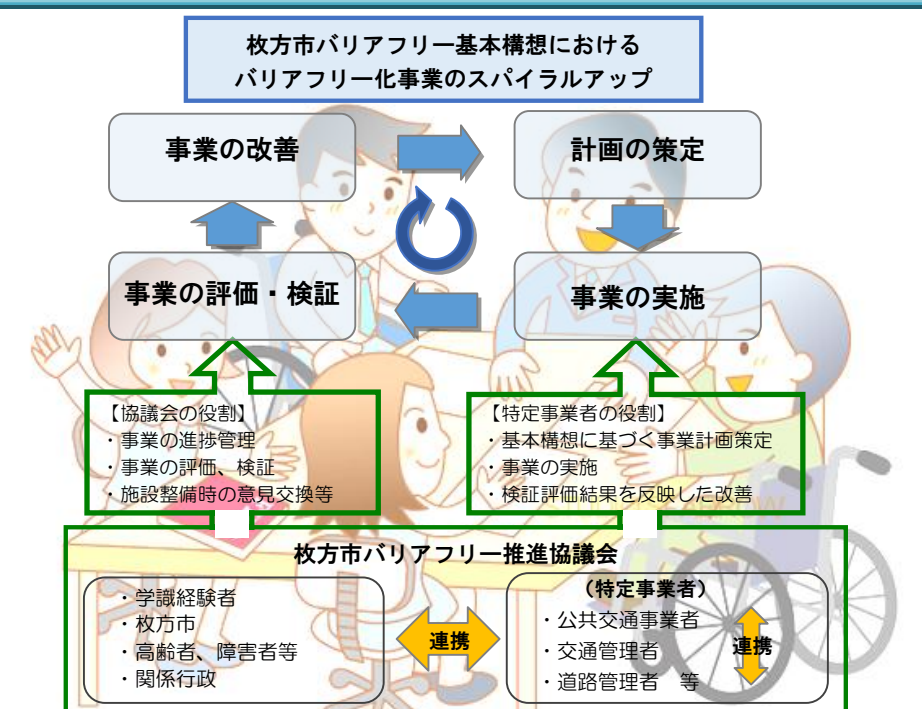 枚方市バリアフリー基本構想における
バリアフリー化事業のスパイラルアップ
事業の改善
計画の策定
事業の評価・検証
事業の実施
【協議会の役割】
・事業の進捗管理
・事業の評価、検証
・施設整備時の意見交換等
【特定事業者の役割】
・基本構想に基づく事業計画策定
・事業の実施
・検証評価結果を反映した改善
枚方市バリアフリー推進協議会
・学識経験者
・枚方市
・高齢者、障害者等
・関係行政
連携
（特定事業者）
・公共交通事業者
・交通管理者
・道路管理者　等
連携